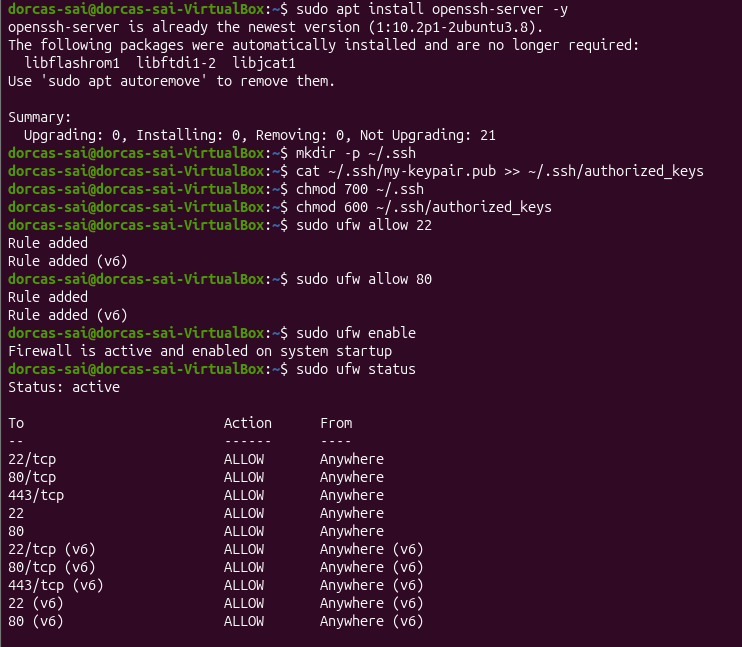 dorcas-sai@dorcas-sai-VirtualBox:~$ sudo apt install openssh-server -y
openssh-server is already the newest version (1:10.2p1-2ubuntu3.8).
The following packages were automatically installed and are no longer required:
  libflashrom1  libftdi1-2  libjcat1
Use 'sudo apt autoremove' to remove them.

Summary:
  Upgrading: 0, Installing: 0, Removing: 0, Not Upgrading: 21
dorcas-sai@dorcas-sai-VirtualBox:~$ mkdir -p ~/.ssh
dorcas-sai@dorcas-sai-VirtualBox:~$ cat ~/.ssh/my-keypair.pub >> ~/.ssh/authorized_keys
dorcas-sai@dorcas-sai-VirtualBox:~$ chmod 700 ~/.ssh
dorcas-sai@dorcas-sai-VirtualBox:~$ chmod 600 ~/.ssh/authorized_keys
dorcas-sai@dorcas-sai-VirtualBox:~$ sudo ufw allow 22
Rule added
Rule added (v6)
dorcas-sai@dorcas-sai-VirtualBox:~$ sudo ufw allow 80
Rule added
Rule added (v6)
dorcas-sai@dorcas-sai-VirtualBox:~$ sudo ufw enable
Firewall is active and enabled on system startup
dorcas-sai@dorcas-sai-VirtualBox:~$ sudo ufw status
Status: active

To                         Action      From
--                         ------      ----
22/tcp                     ALLOW       Anywhere
80/tcp                     ALLOW       Anywhere
443/tcp                    ALLOW       Anywhere
22                         ALLOW       Anywhere
80                         ALLOW       Anywhere
22/tcp (v6)                ALLOW       Anywhere (v6)
80/tcp (v6)                ALLOW       Anywhere (v6)
443/tcp (v6)               ALLOW       Anywhere (v6)
22 (v6)                    ALLOW       Anywhere (v6)
80 (v6)                    ALLOW       Anywhere (v6)